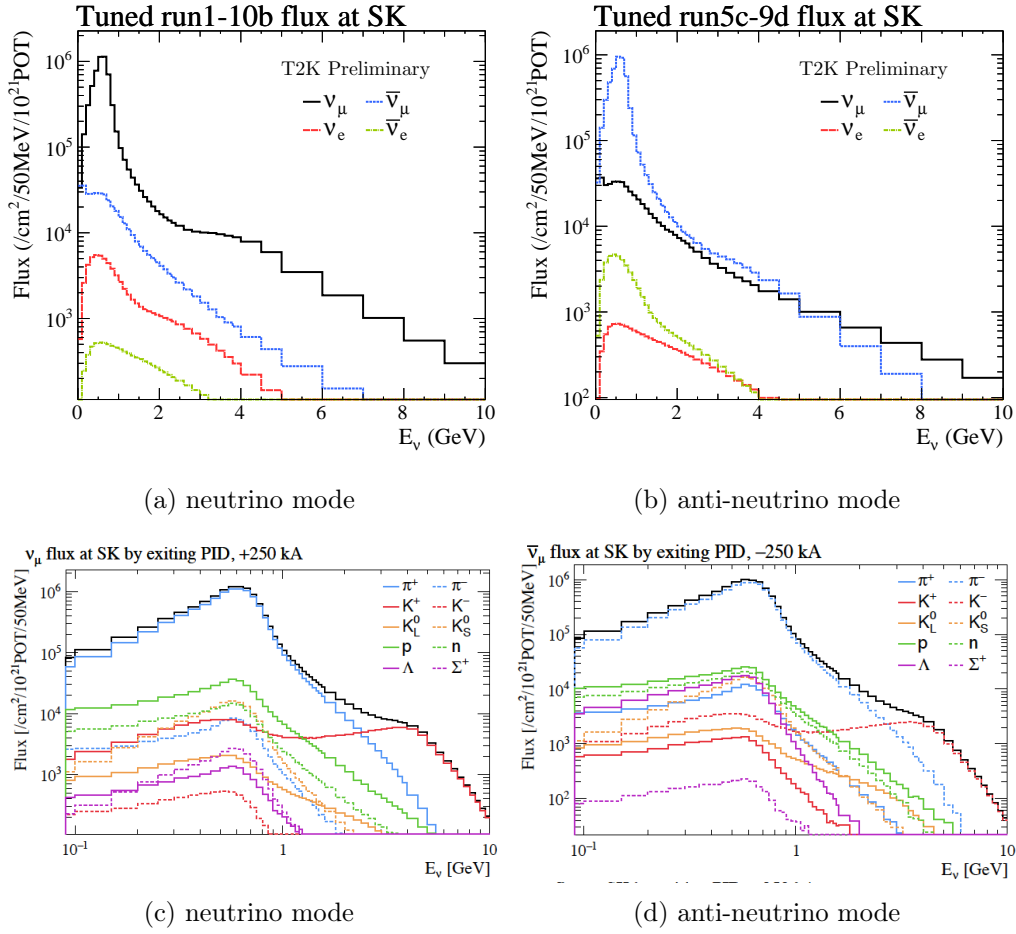 Tuned run1-10b flux at SK
Flux (/cm²/50MeV/10²¹POT)
10⁶
10⁵
10⁴
10³
T2K Preliminary
νμ ν̄μ
νe ν̄e
0 2 4 6 8 10
Eν (GeV)
(a) neutrino mode
Tuned run5c-9d flux at SK
Flux (/cm²/50MeV/10²¹POT)
10⁶
10⁵
10⁴
10³
10²
T2K Preliminary
νμ ν̄μ
νe ν̄e
0 2 4 6 8 10
Eν (GeV)
(b) anti-neutrino mode
νμ flux at SK by exiting PID, +250 kA
Flux [/cm²/10²¹POT/50MeV]
10⁶
10⁵
10⁴
10³
π⁺ π⁻
K⁺ K⁻
K⁰L K⁰S
p n
Λ Σ⁺
10⁻¹ 1 10
Eν [GeV]
(c) neutrino mode
ν̄μ flux at SK by exiting PID, −250 kA
Flux [/cm²/10²¹POT/50MeV]
10⁶
10⁵
10⁴
10³
10²
π⁺ π⁻
K⁺ K⁻
K⁰L K⁰S
p n
Λ Σ⁺
10⁻¹ 1 10
Eν [GeV]
(d) anti-neutrino mode